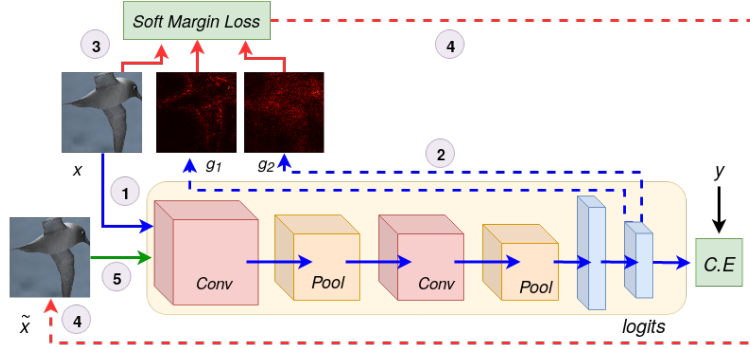 Soft Margin Loss
3
4
x
g1
g2
2
y
1
5
Conv
Pool
Conv
Pool
C.E
x̃
4
logits